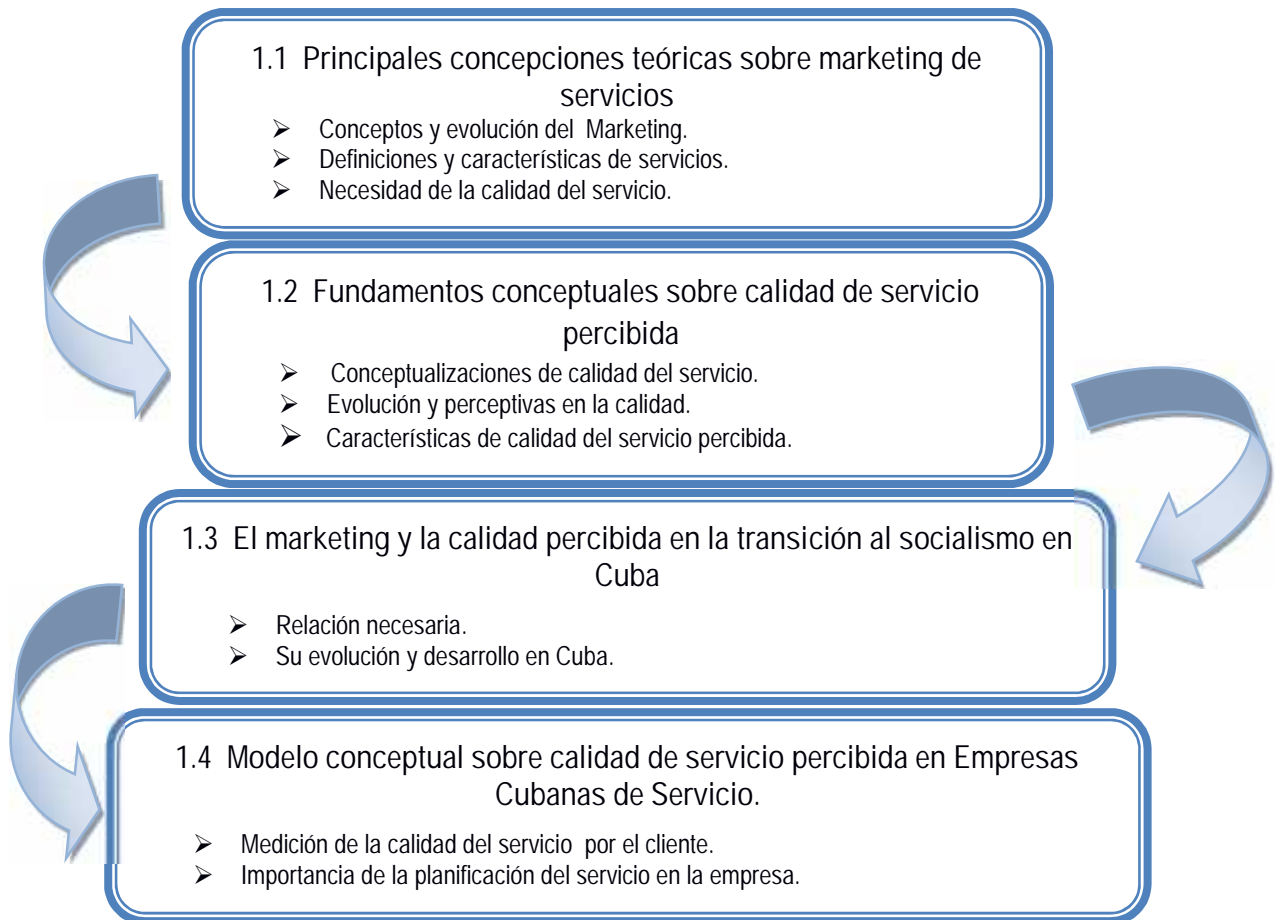 1.1 Principales concepciones teóricas sobre marketing de
servicios
➢ Conceptos y evolución del Marketing.
➢ Definiciones y características de servicios.
➢ Necesidad de la calidad del servicio.
1.2 Fundamentos conceptuales sobre calidad de servicio
percibida
➢ Conceptualizaciones de calidad del servicio.
➢ Evolución y perceptivas en la calidad.
➢ Características de calidad del servicio percibida.
1.3 El marketing y la calidad percibida en la transición al socialismo en
Cuba
➢ Relación necesaria.
➢ Su evolución y desarrollo en Cuba.
1.4 Modelo conceptual sobre calidad de servicio percibida en Empresas
Cubanas de Servicio.
➢ Medición de la calidad del servicio por el cliente.
➢ Importancia de la planificación del servicio en la empresa.